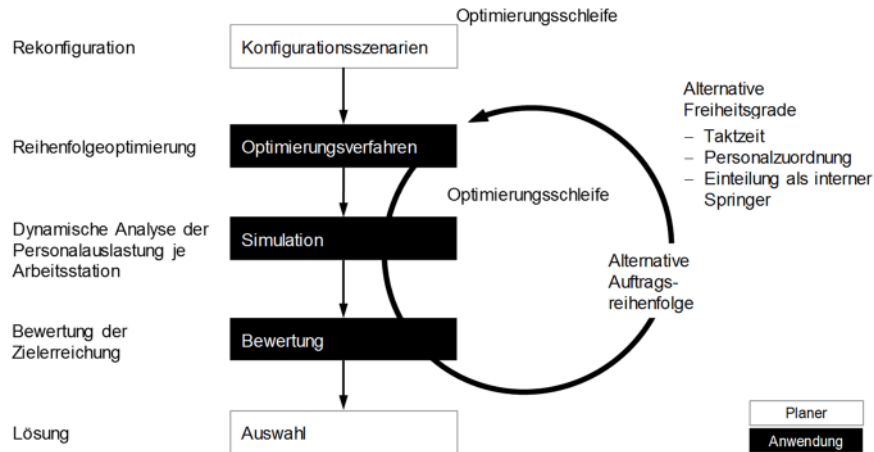 Optimierungsschleife
Rekonfiguration
Konfigurationsszenarien
Alternative
Freiheitsgrade
– Taktzeit
– Personalzuordnung
– Einteilung als interner
Springer
Reihenfolgeoptimierung
Optimierungsverfahren
Optimierungsschleife
Dynamische Analyse der
Personalauslastung je
Arbeitsstation
Simulation
Alternative
Auftrags-
reihenfolge
Bewertung der
Zielerreichung
Bewertung
Lösung
Auswahl
Planer
Anwendung